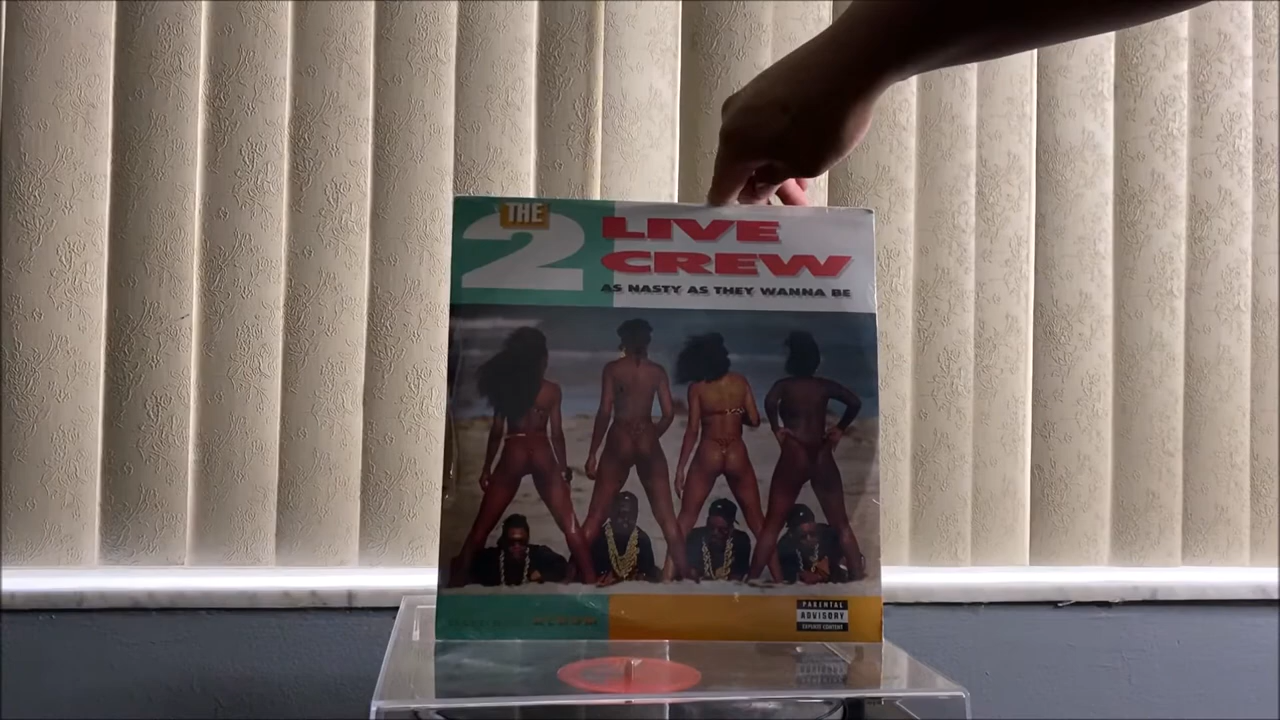 THE
2
LIVE
CREW
AS NASTY AS THEY WANNA BE
PARENTAL
ADVISORY
EXPLICIT CONTENT